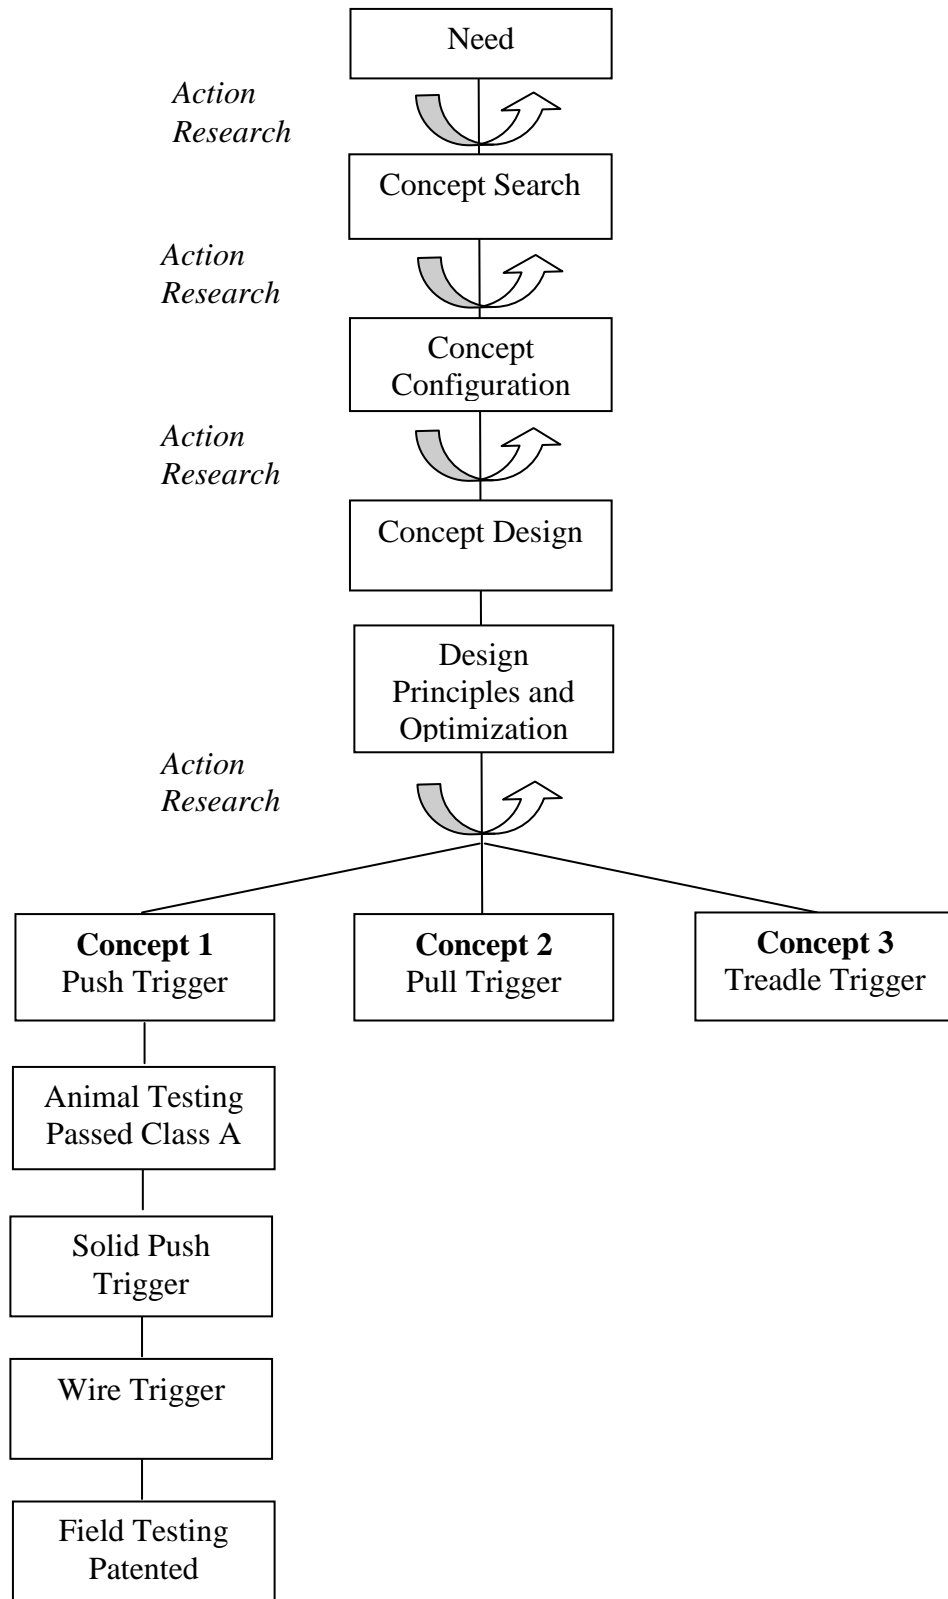 Need
Action
Research
Concept Search
Action
Research
Concept
Configuration
Action
Research
Concept Design
Design
Principles and
Optimization
Action
Research
Concept 1
Push Trigger
Concept 2
Pull Trigger
Concept 3
Treadle Trigger
Animal Testing
Passed Class A
Solid Push
Trigger
Wire Trigger
Field Testing
Patented